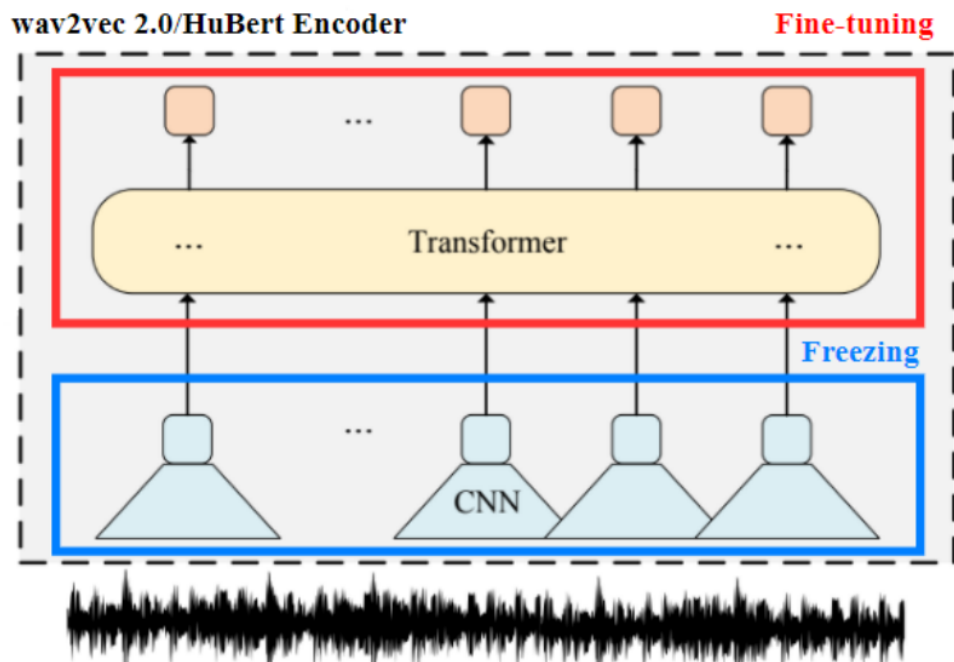 wav2vec 2.0/HuBert Encoder
Fine-tuning
...
... Transformer ...
Freezing
...
CNN